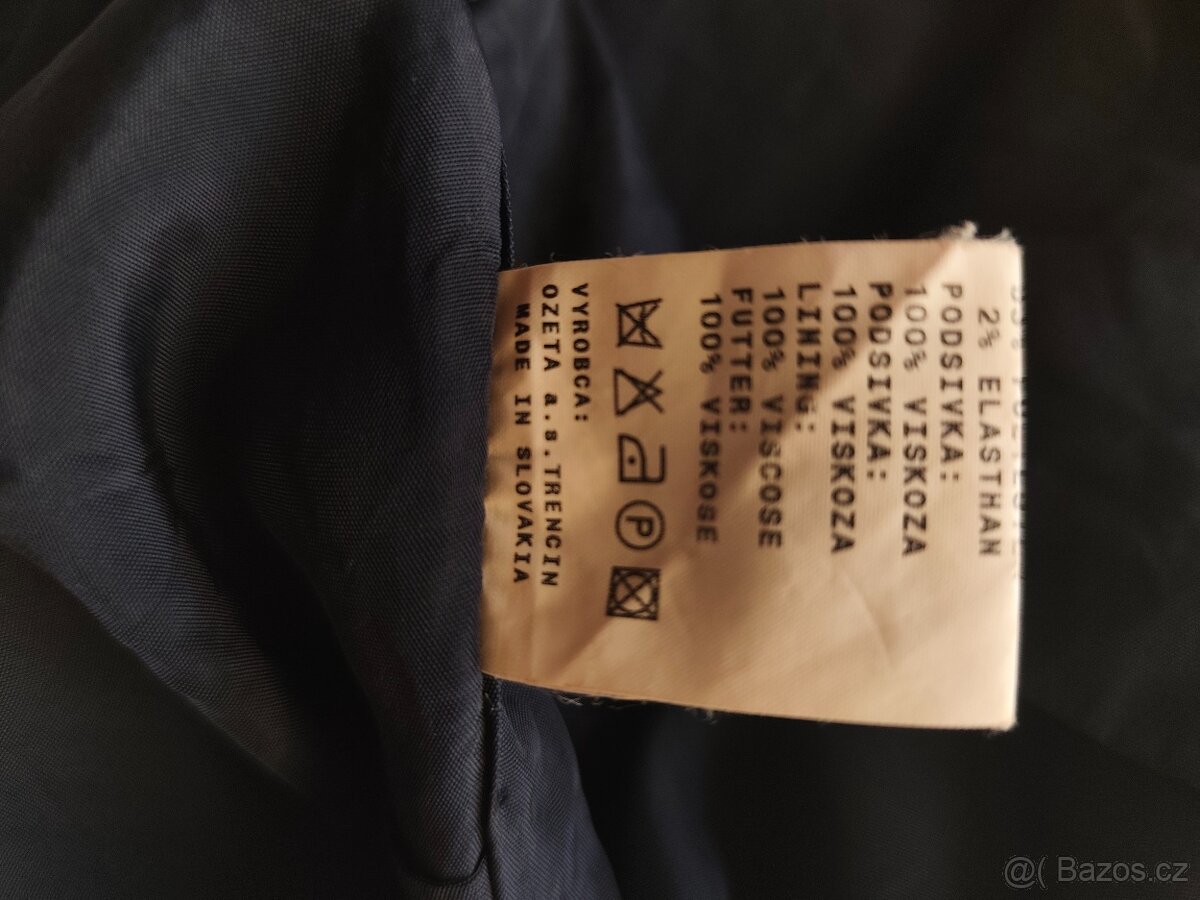 2% ELASTHAN
PODSIVKA:
100% VISKOZA
PODSIVKA:
100% VISKOZA
LINING:
100% VISCOSE
FUTTER:
100% VISKOSE
P
VYROBCA:
OZETA a.s.TRENCIN
MADE IN SLOVAKIA
@( Bazos.cz